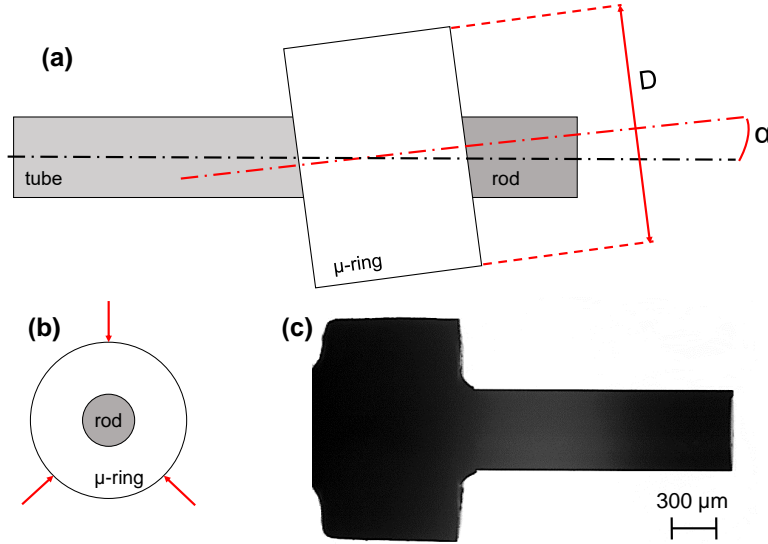 (a)
D
α
tube
rod
μ-ring
(b)
(c)
rod
μ-ring
300 μm